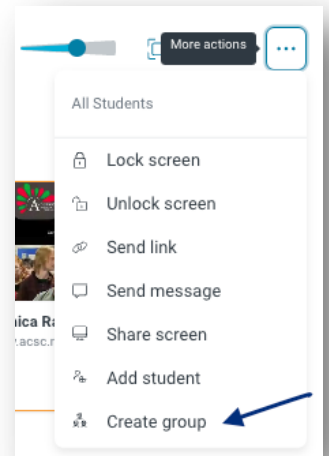 More actions
...
All Students
Lock screen
Unlock screen
Send link
Send message
Share screen
Add student
Create group